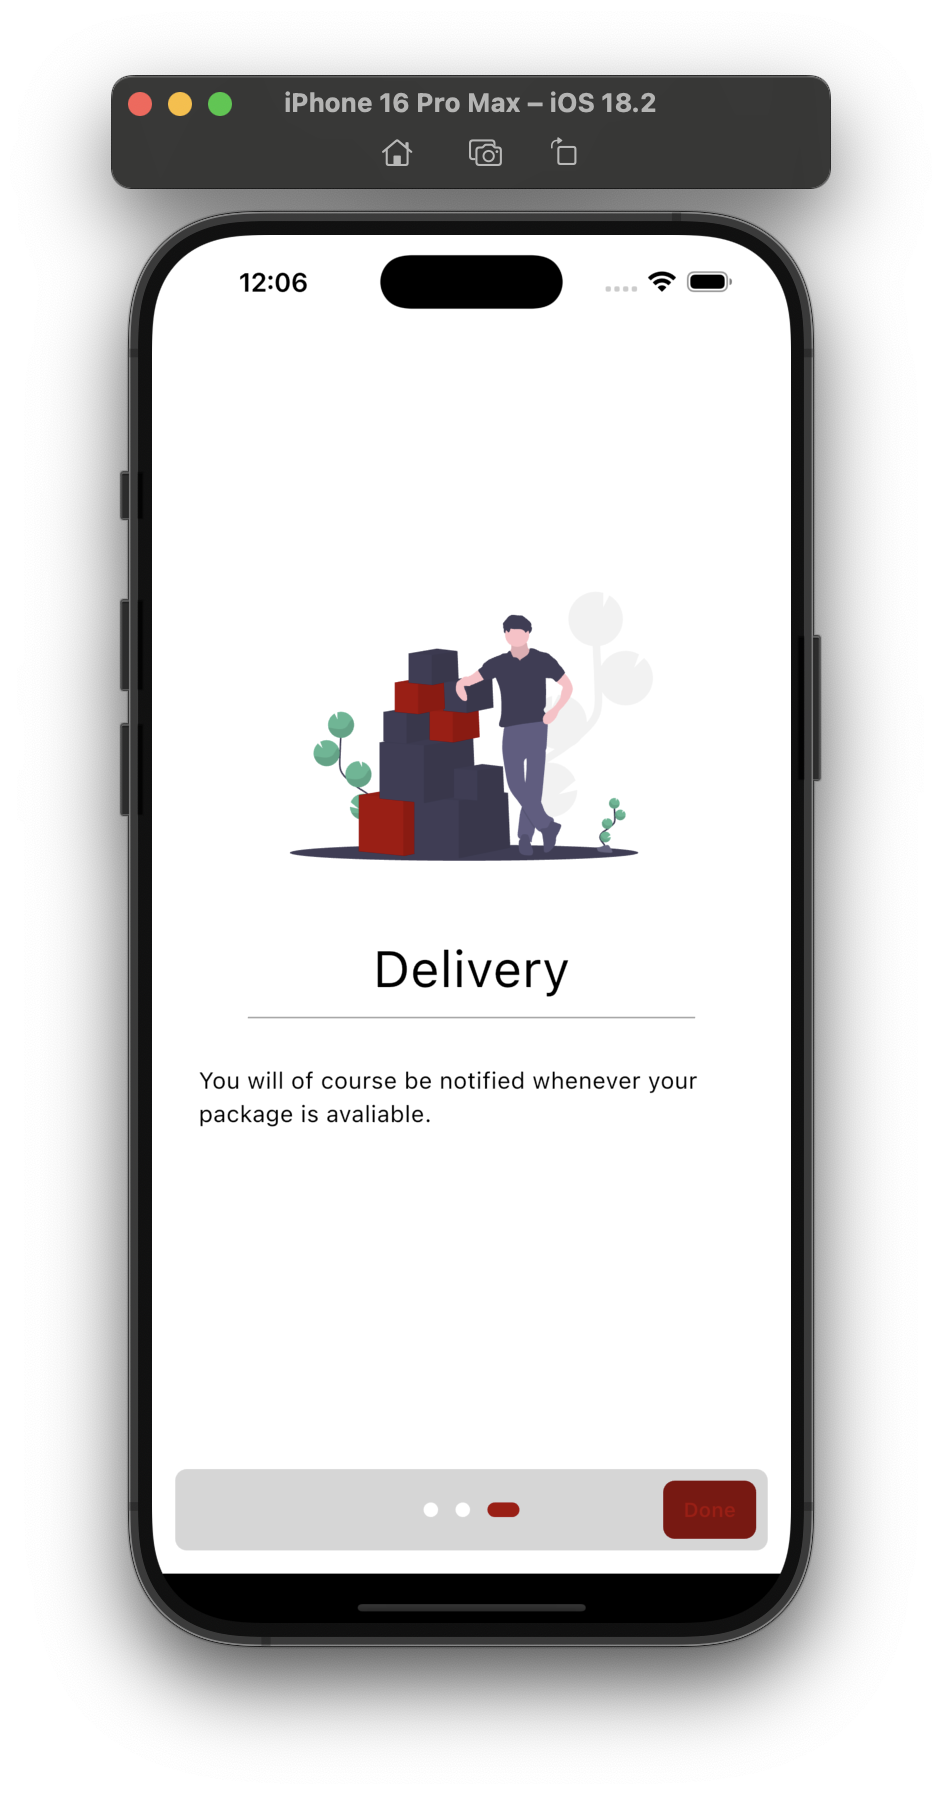 iPhone 16 Pro Max – iOS 18.2
12:06
Delivery
You will of course be notified whenever your
package is avaliable.
Done